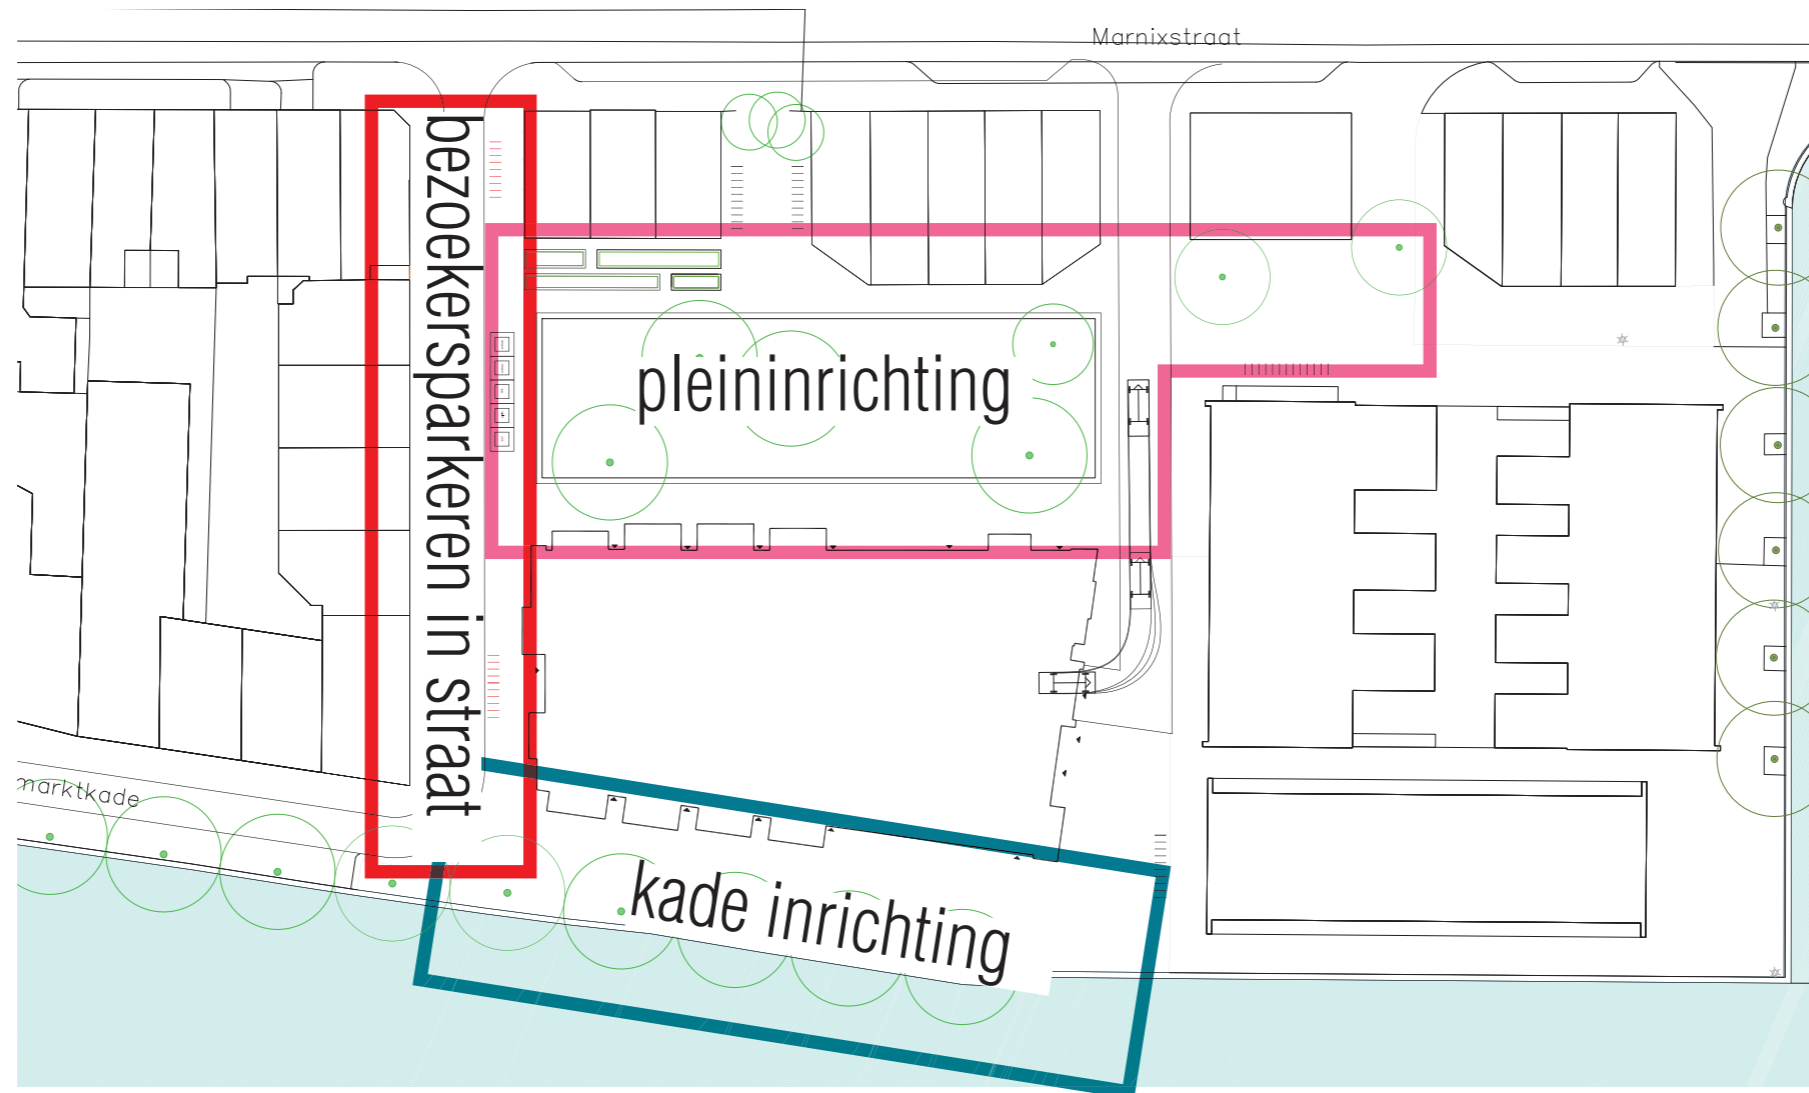 Marnixstraat
bezoekersparkeren in straat
pleininrichting
marktkade
kade inrichting